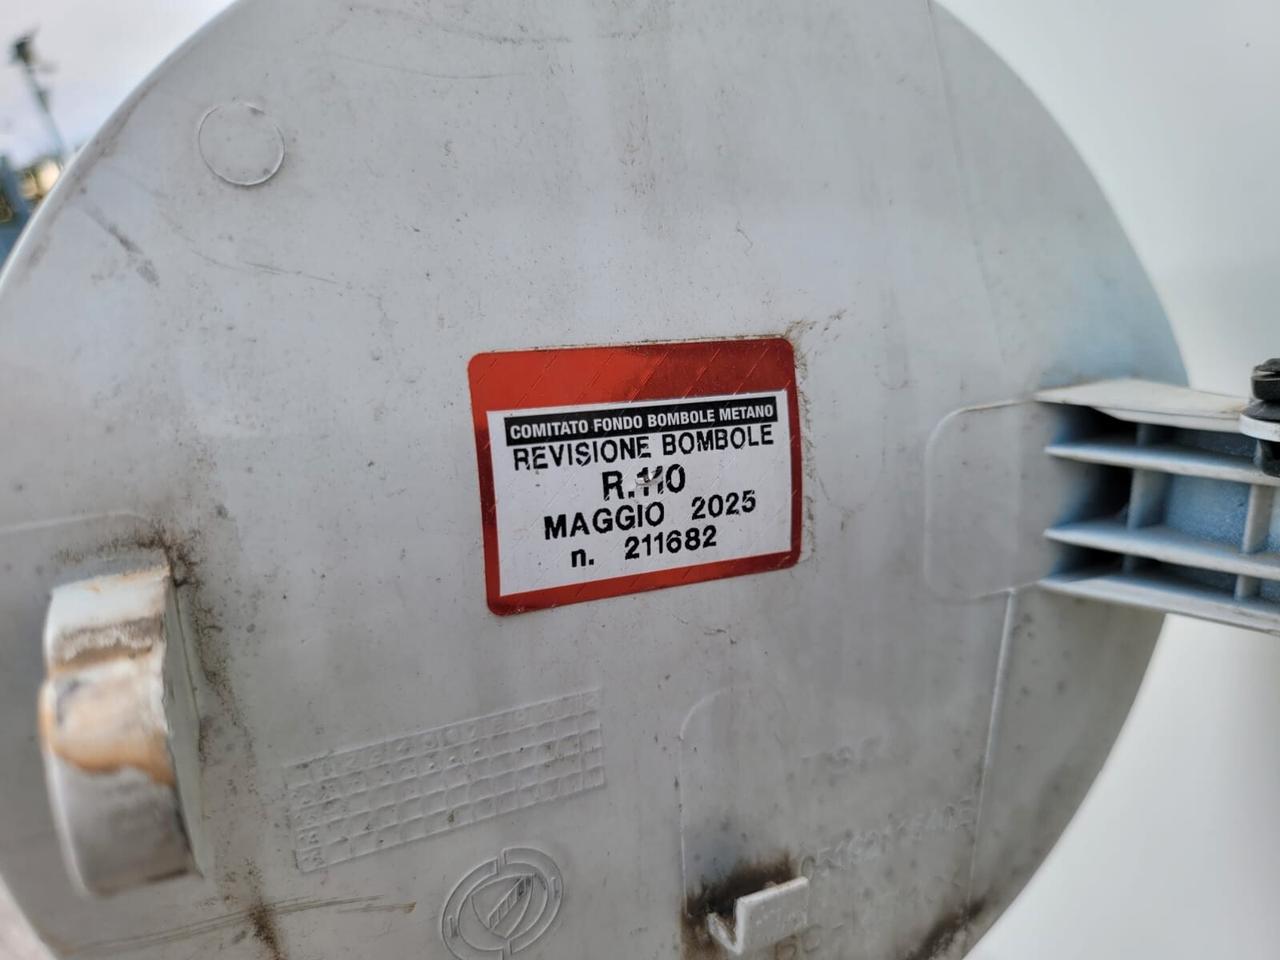 COMITATO FONDO BOMBOLE METANO
REVISIONE BOMBOLE
R.110
MAGGIO 2025
n. 211682